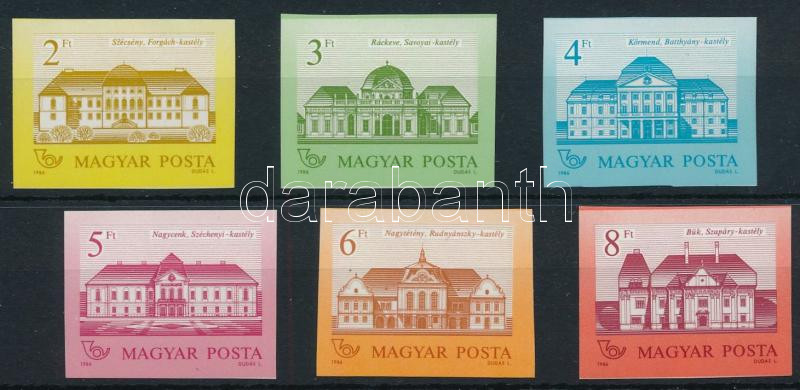 2 Ft
Szécsény, Forgách-kastély
MAGYAR POSTA
1986
DUDÁS L.
3 Ft
Ráckeve, Savoyai-kastély
MAGYAR POSTA
1986
DUDÁS L.
4 Ft
Körmend, Batthyány-kastély
MAGYAR POSTA
1986
DUDÁS L.
darabanth
5 Ft
Nagycenk, Széchenyi-kastély
MAGYAR POSTA
1986
DUDÁS L.
6 Ft
Nagytétény, Rudnyánszky-kastély
MAGYAR POSTA
1986
DUDÁS L.
8 Ft
Bük, Szapáry-kastély
MAGYAR POSTA
1986
DUDÁS L.